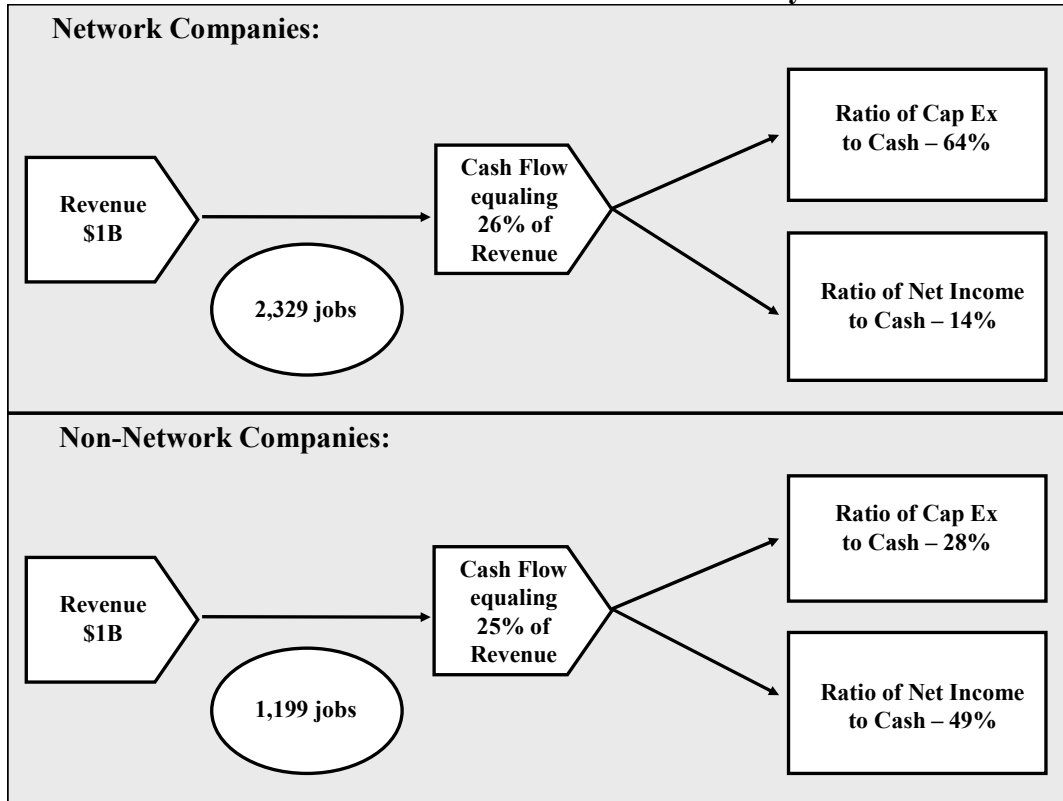 Network Companies:
Revenue
$1B
2,329 jobs
Cash Flow
equaling
26% of
Revenue
Ratio of Cap Ex
to Cash – 64%
Ratio of Net Income
to Cash – 14%
Non-Network Companies:
Revenue
$1B
1,199 jobs
Cash Flow
equaling
25% of
Revenue
Ratio of Cap Ex
to Cash – 28%
Ratio of Net Income
to Cash – 49%